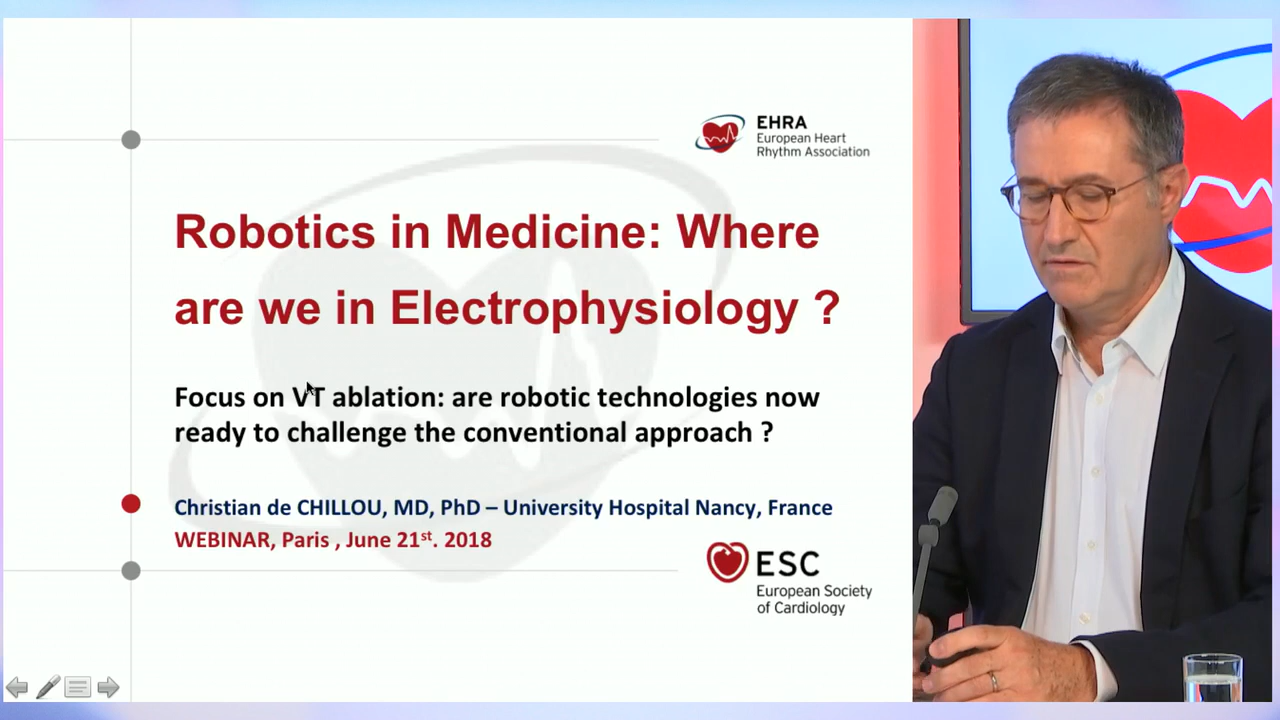 EHRA
European Heart
Rhythm Association
Robotics in Medicine: Where
are we in Electrophysiology ?
Focus on VT ablation: are robotic technologies now
ready to challenge the conventional approach ?
Christian de CHILLOU, MD, PhD – University Hospital Nancy, France
WEBINAR, Paris , June 21st. 2018
ESC
European Society
of Cardiology